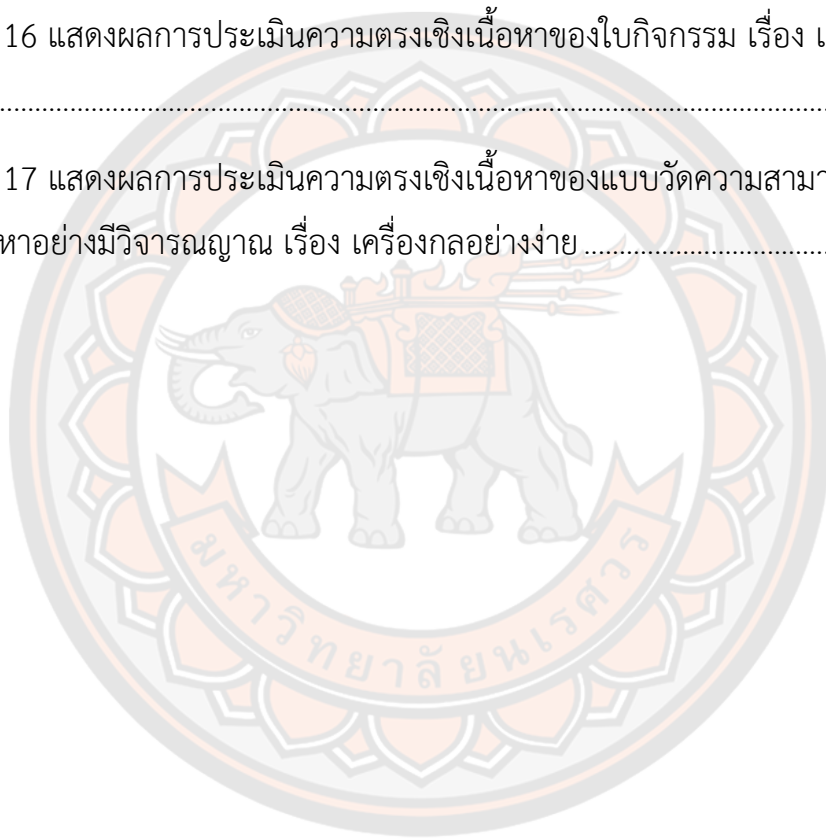 16 แสดงผลการประเมินความตรงเชิงเนื้อหาของใบกิจกรรม เรื่อง เ
........................................................................................................................
17 แสดงผลการประเมินความตรงเชิงเนื้อหาของแบบวัดความสามา
หาอย่างมีวิจารณญาณ เรื่อง เครื่องกลอย่างง่าย ....................................
มหาวิทยาลัยนเรศวร